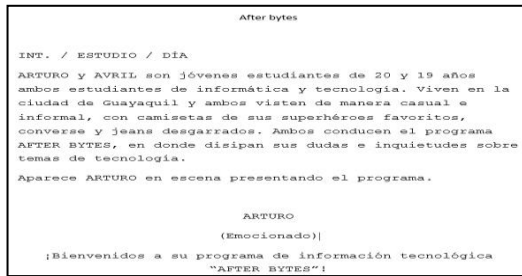 After bytes
INT. / ESTUDIO / DÍA
ARTURO y AVRIL son jóvenes estudiantes de 20 y 19 años
ambos estudiantes de informática y tecnología. Viven en la
ciudad de Guayaquil y ambos visten de manera casual e
informal, con camisetas de sus superhéroes favoritos,
converse y jeans desgarrados. Ambos conducen el programa
AFTER BYTES, en donde disipan sus dudas e inquietudes sobre
temas de tecnología.
Aparece ARTURO en escena presentando el programa.
ARTURO
(Emocionado)|
¡Bienvenidos a su programa de información tecnológica
"AFTER BYTES"!